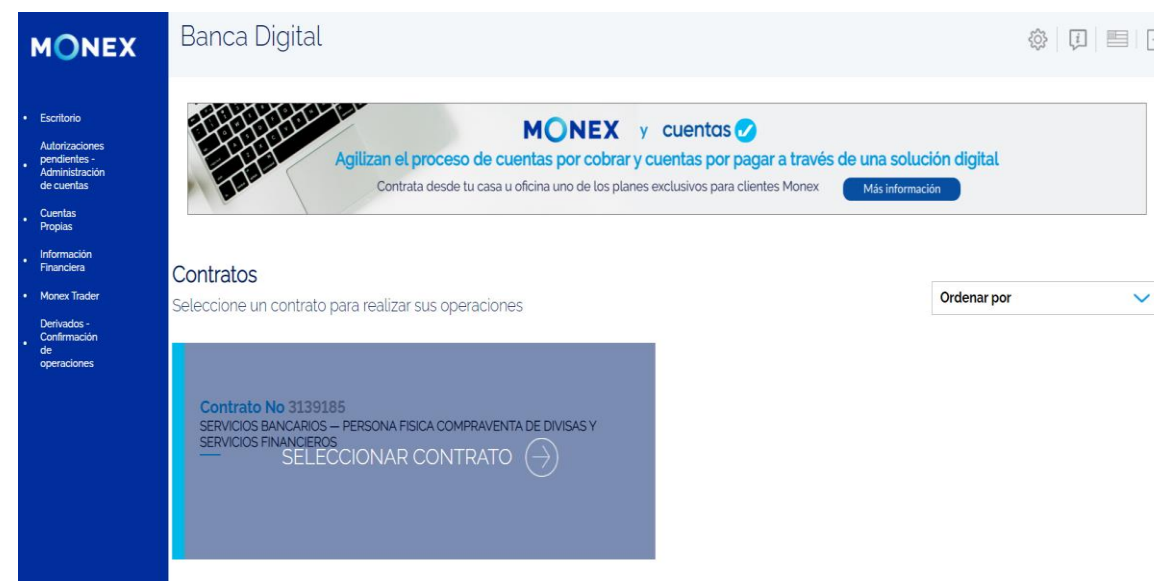 MONEX
Banca Digital
Escritorio
Autorizaciones
pendientes -
Administración
de cuentas
Cuentas
Propias
Información
Financiera
Monex Trader
Derivados -
Confirmación
de
operaciones
MONEX y cuentas
Agilizan el proceso de cuentas por cobrar y cuentas por pagar a través de una solución digital
Contrata desde tu casa u oficina uno de los planes exclusivos para clientes Monex
Más información
Contratos
Seleccione un contrato para realizar sus operaciones
Ordenar por
Contrato No 3139185
SERVICIOS BANCARIOS — PERSONA FISICA COMPRAVENTA DE DIVISAS Y
SERVICIOS FINANCIEROS
SELECCIONAR CONTRATO